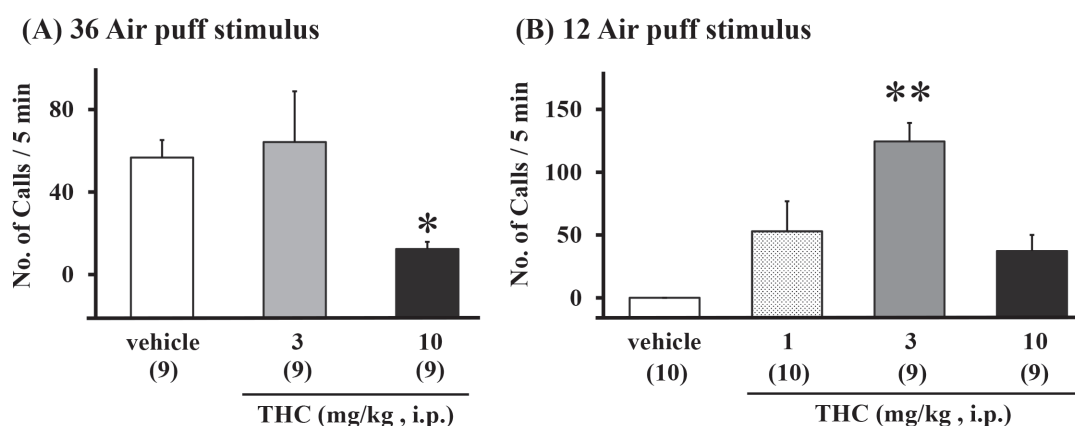 (A) 36 Air puff stimulus
No. of Calls / 5 min
80
40
0
*
vehicle 3 10
(9) (9) (9)
THC (mg/kg , i.p.)
(B) 12 Air puff stimulus
No. of Calls / 5 min
150
100
50
0
**
vehicle 1 3 10
(10) (10) (9) (9)
THC (mg/kg , i.p.)